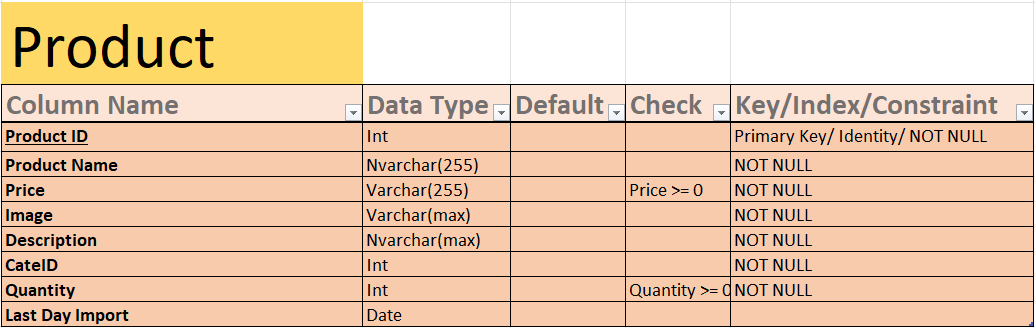 Product
Column Name Data Type Default Check Key/Index/Constraint
Product ID Int Primary Key/ Identity/ NOT NULL
Product Name Nvarchar(255) NOT NULL
Price Varchar(255) Price >= 0 NOT NULL
Image Varchar(max) NOT NULL
Description Nvarchar(max) NOT NULL
CateID Int NOT NULL
Quantity Int Quantity >= 0 NOT NULL
Last Day Import Date